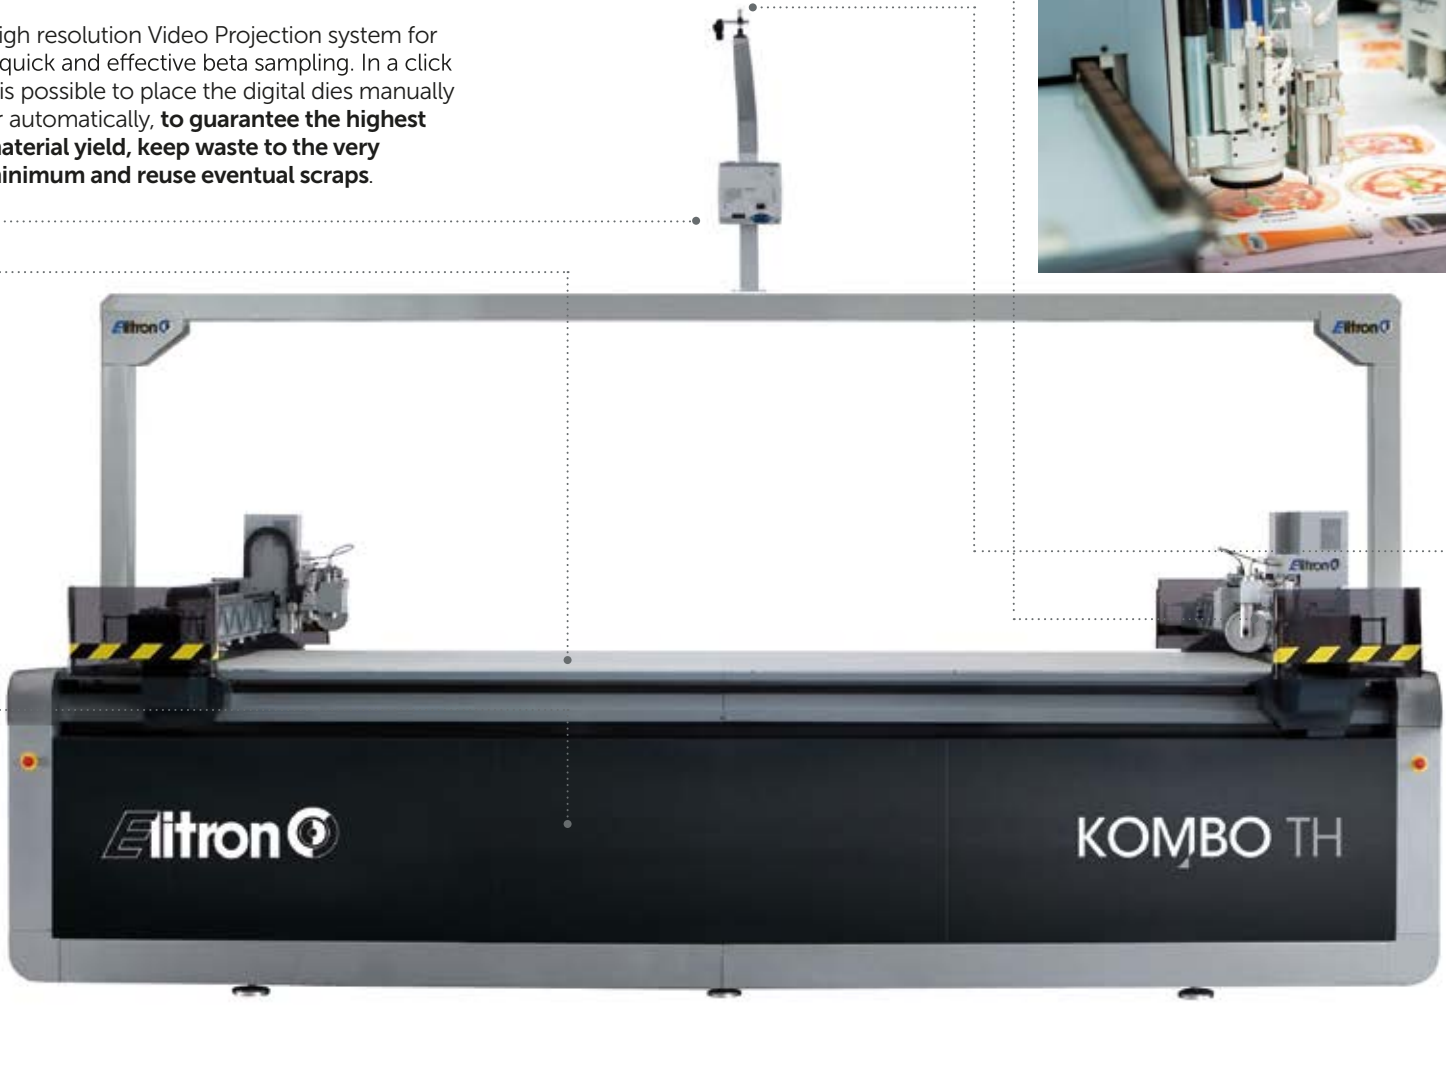 igh resolution Video Projection system for
quick and effective beta sampling. In a click
is possible to place the digital dies manually
r automatically, to guarantee the highest
aterial yield, keep waste to the very
inimum and reuse eventual scraps.
Elitron
Elitron
Elitron
Elitron
KOMBO TH